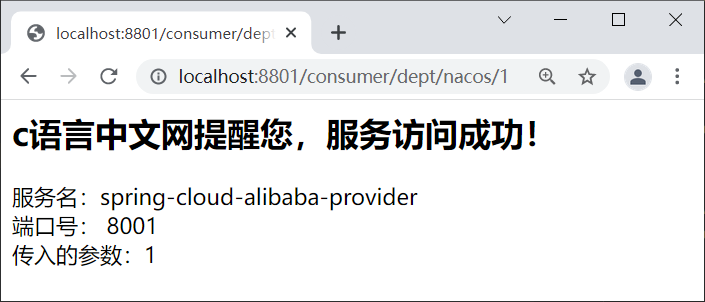 localhost:8801/consumer/dept
localhost:8801/consumer/dept/nacos/1
c语言中文网提醒您，服务访问成功！
服务名：spring-cloud-alibaba-provider
端口号： 8001
传入的参数：1